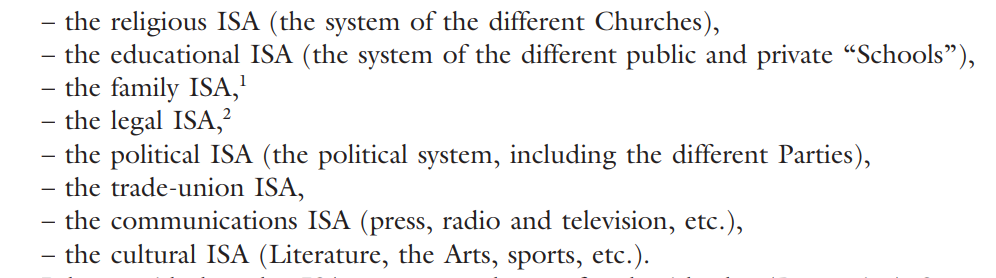 – the religious ISA (the system of the different Churches),
– the educational ISA (the system of the different public and private “Schools”),
– the family ISA,¹
– the legal ISA,²
– the political ISA (the political system, including the different Parties),
– the trade-union ISA,
– the communications ISA (press, radio and television, etc.),
– the cultural ISA (Literature, the Arts, sports, etc.).